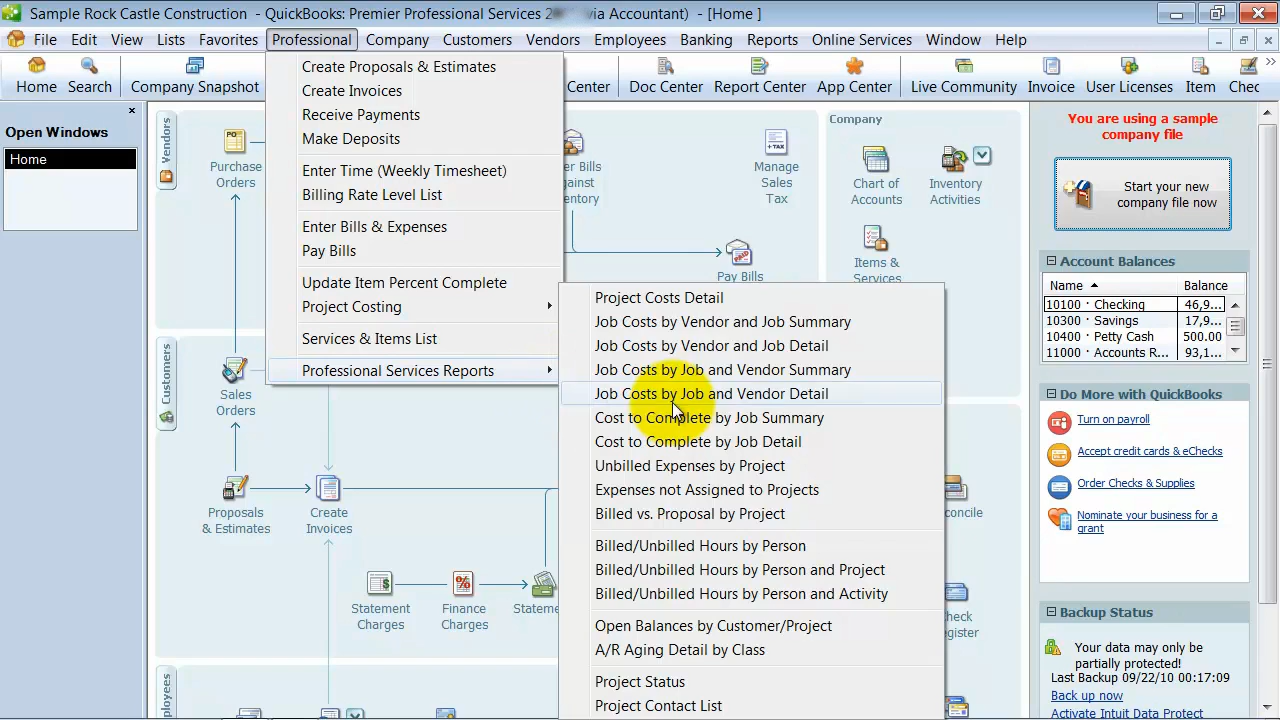 Sample Rock Castle Construction - QuickBooks: Premier Professional Services 2 via Accountant) - [Home ]
File Edit View Lists Favorites Professional Company Customers Vendors Employees Banking Reports Online Services Window Help
Home Search Company Snapshot Center Doc Center Report Center App Center Live Community Invoice User Licenses Item Chec
Open Windows
Home
Create Proposals & Estimates
Create Invoices
Receive Payments
Make Deposits
Enter Time (Weekly Timesheet)
Billing Rate Level List
Enter Bills & Expenses
Pay Bills
Update Item Percent Complete
Project Costing
Services & Items List
Professional Services Reports
Project Costs Detail
Job Costs by Vendor and Job Summary
Job Costs by Vendor and Job Detail
Job Costs by Job and Vendor Summary
Job Costs by Job and Vendor Detail
Cost to Complete by Job Summary
Cost to Complete by Job Detail
Unbilled Expenses by Project
Expenses not Assigned to Projects
Billed vs. Proposal by Project
Billed/Unbilled Hours by Person
Billed/Unbilled Hours by Person and Project
Billed/Unbilled Hours by Person and Activity
Open Balances by Customer/Project
A/R Aging Detail by Class
Project Status
Project Contact List
Vendors
PO
Purchase
Orders
er Bills
gainst
entory
+ TAX
Manage
Sales
Tax
PAID
Pay Bills
Customers
Sales
Orders
Proposals
& Estimates
Create
Invoices
Statement
Charges
Finance
Charges
Stateme
ployees
Company
Chart of
Accounts
Inventory
Activities
Items &
Services
concile
heck
egister
You are using a sample
company file
Start your new
company file now
Account Balances
Name Balance
10100 · Checking 46,9...
10300 · Savings 17,9...
10400 · Petty Cash 500.00
11000 · Accounts R... 93,1...
Do More with QuickBooks
Turn on payroll
Accept credit cards & eChecks
Order Checks & Supplies
Nominate your business for a
grant
Backup Status
Your data may only be
partially protected!
Last Backup 09/22/10 00:17:09
Back up now
Activate Intuit Data Protect